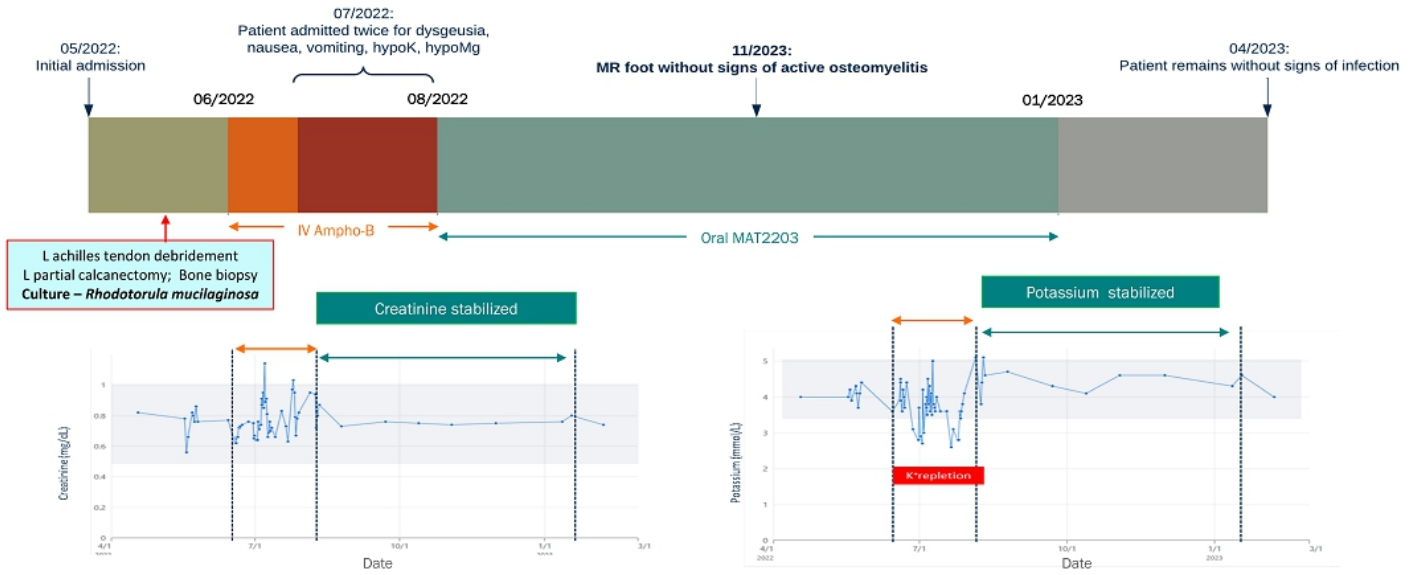 07/2022:
Patient admitted twice for dysgeusia,
nausea, vomiting, hypoK, hypoMg
05/2022:
Initial admission
11/2023:
MR foot without signs of active osteomyelitis
04/2023:
Patient remains without signs of infection
06/2022
08/2022
01/2023
IV Ampho-B
Oral MAT2203
L achilles tendon debridement
L partial calcanectomy; Bone biopsy
Culture – Rhodotorula mucilaginosa
Creatinine stabilized
Creatinine (mg/dL)
1
0.8
0.6
0.4
0.2
0
4/1
2022
7/1
10/1
1/1
2023
3/1
Date
Potassium stabilized
Potassium (mmol/L)
5
4
3
2
1
0
K+repletion
4/1
2022
7/1
10/1
1/1
2023
3/1
Date